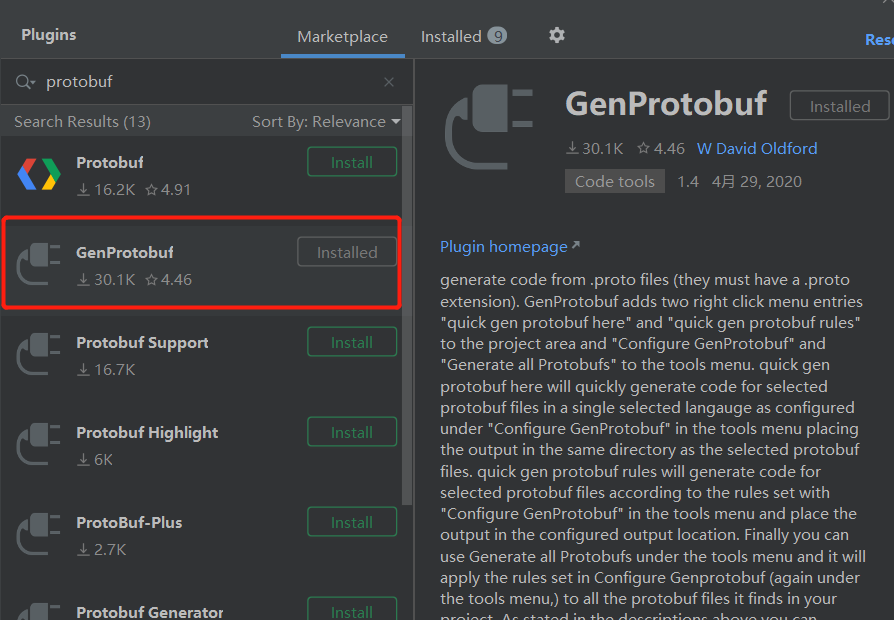 Plugins
Marketplace
Installed 9
Rese
protobuf
Search Results (13)
Sort By: Relevance
Protobuf
16.2K 4.91
Install
GenProtobuf
30.1K 4.46
Installed
Protobuf Support
16.7K
Install
Protobuf Highlight
6K
Install
ProtoBuf-Plus
2.7K
Install
Protobuf Generator
Install
GenProtobuf
Installed
30.1K 4.46 W David Oldford
Code tools 1.4 4月 29, 2020
Plugin homepage
generate code from .proto files (they must have a .proto
extension). GenProtobuf adds two right click menu entries
"quick gen protobuf here" and "quick gen protobuf rules"
to the project area and "Configure GenProtobuf" and
"Generate all Protobufs" to the tools menu. quick gen
protobuf here will quickly generate code for selected
protobuf files in a single selected langauge as configured
under "Configure GenProtobuf" in the tools menu placing
the output in the same directory as the selected protobuf
files. quick gen protobuf rules will generate code for
selected protobuf files according to the rules set with
"Configure GenProtobuf" in the tools menu and place the
output in the configured output location. Finally you can
use Generate all Protobufs under the tools menu and it will
apply the rules set in Configure Genprotobuf (again under
the tools menu,) to all the protobuf files it finds in your
project. As stated in the descriptions above you can